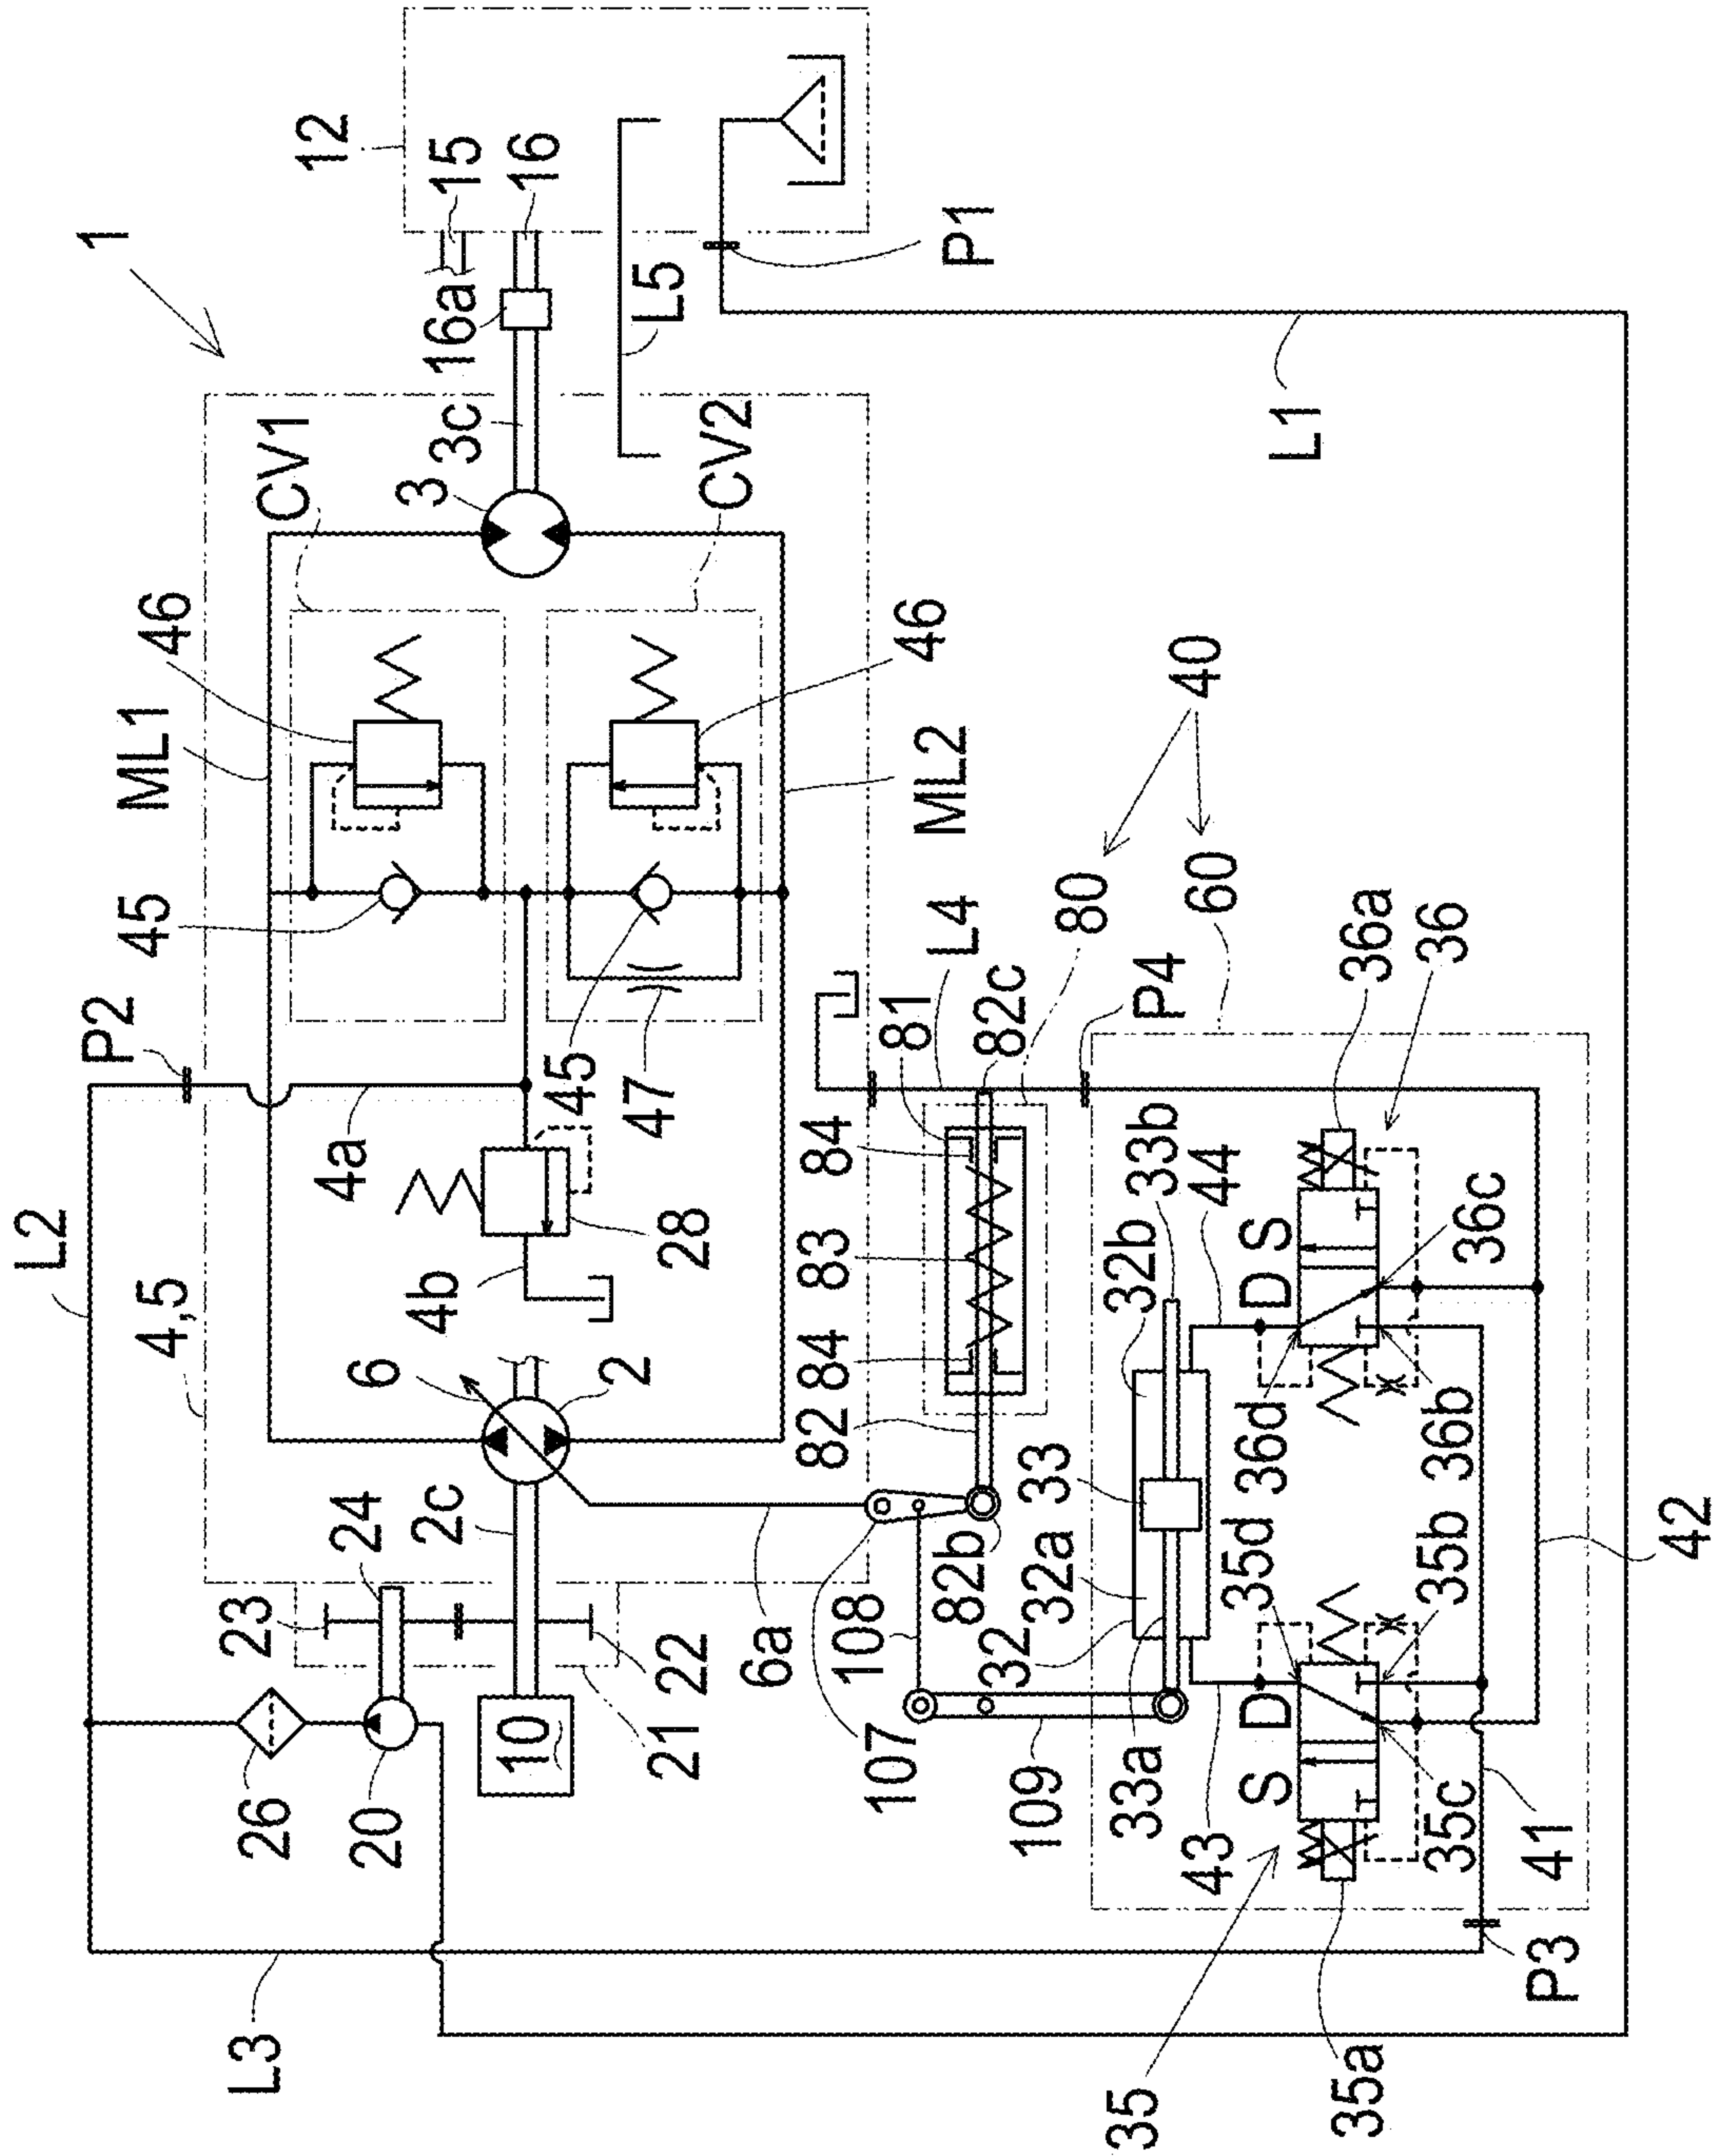 1
12
15
16
16a
L5
P1
L1
3c
3
CV1
CV2
46
46
ML1
ML2
45
45
47
P2
4a
L2
4,5
4b
28
6
2
2c
24
23
22
21
10
20
26
L3
6a
L4
40
80
60
81
82c
P4
84
83
84
82
82b
107
108
109
32
32a
32b
33
33a
33b
44
43
36a
36
36c
36b
36d
D S
S D
35d
35b
35c
35
35a
41
42
P3